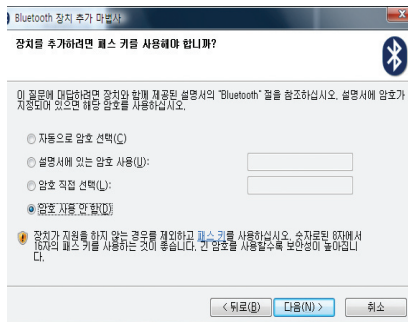 Bluetooth 장치 추가 마법사
장치를 추가하려면 패스 키를 사용해야 합니까?
이 질문에 대답하려면 장치와 함께 제공된 설명서의 "Bluetooth" 절을 참조하십시오. 설명서에 암호가
지정되어 있으면 해당 암호를 사용하십시오.
자동으로 암호 선택(C)
설명서에 있는 암호 사용(U):
암호 직접 선택(L):
암호 사용 안 함(D)
장치가 지원을 하지 않는 경우를 제외하고 패스 키를 사용하십시오. 숫자로된 8자에서
16자의 패스 키를 사용하는 것이 좋습니다. 긴 암호를 사용할수록 보안성이 높아집니
다.
< 뒤로(B) 다음(N) > 취소